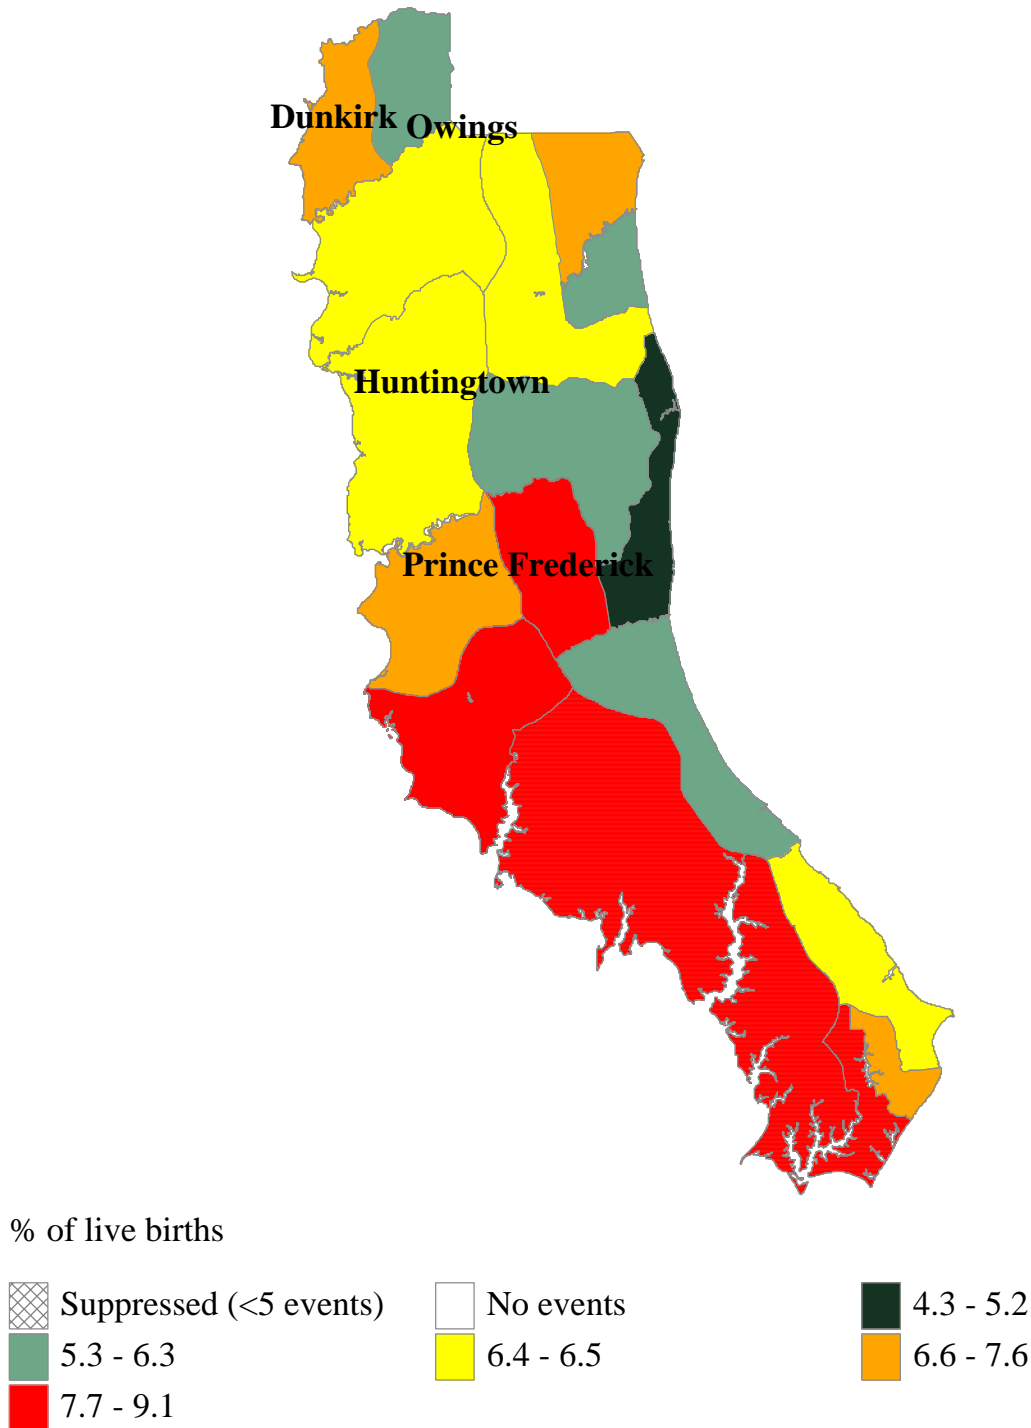 Dunkirk
Owings
Huntingtown
Prince Frederick
% of live births
Suppressed (<5 events)
No events
4.3 - 5.2
5.3 - 6.3
6.4 - 6.5
6.6 - 7.6
7.7 - 9.1